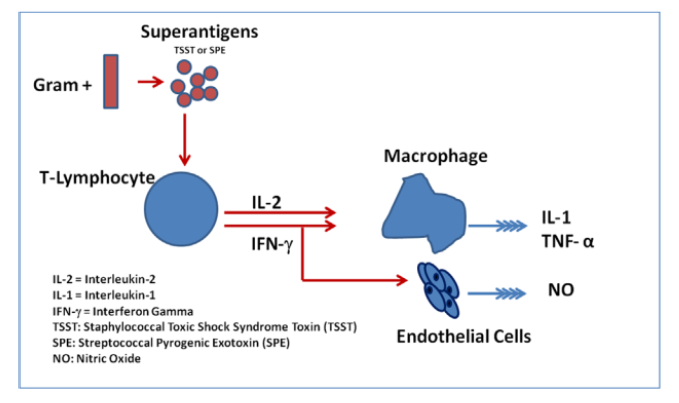 Superantigens
TSST or SPE
Gram +
T-Lymphocyte
Macrophage
IL-2
IFN-γ
IL-1
TNF- α
NO
Endothelial Cells
IL-2 = Interleukin-2
IL-1 = Interleukin-1
IFN-γ = Interferon Gamma
TSST: Staphylococcal Toxic Shock Syndrome Toxin (TSST)
SPE: Streptococcal Pyrogenic Exotoxin (SPE)
NO: Nitric Oxide